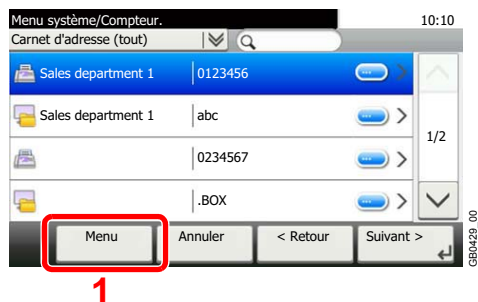 Menu système/Compteur. 10:10
Carnet d'adresse (tout)
Sales department 1 0123456
Sales department 1 abc
1/2
0234567
.BOX
Menu Annuler < Retour Suivant >
1
GB0429_00